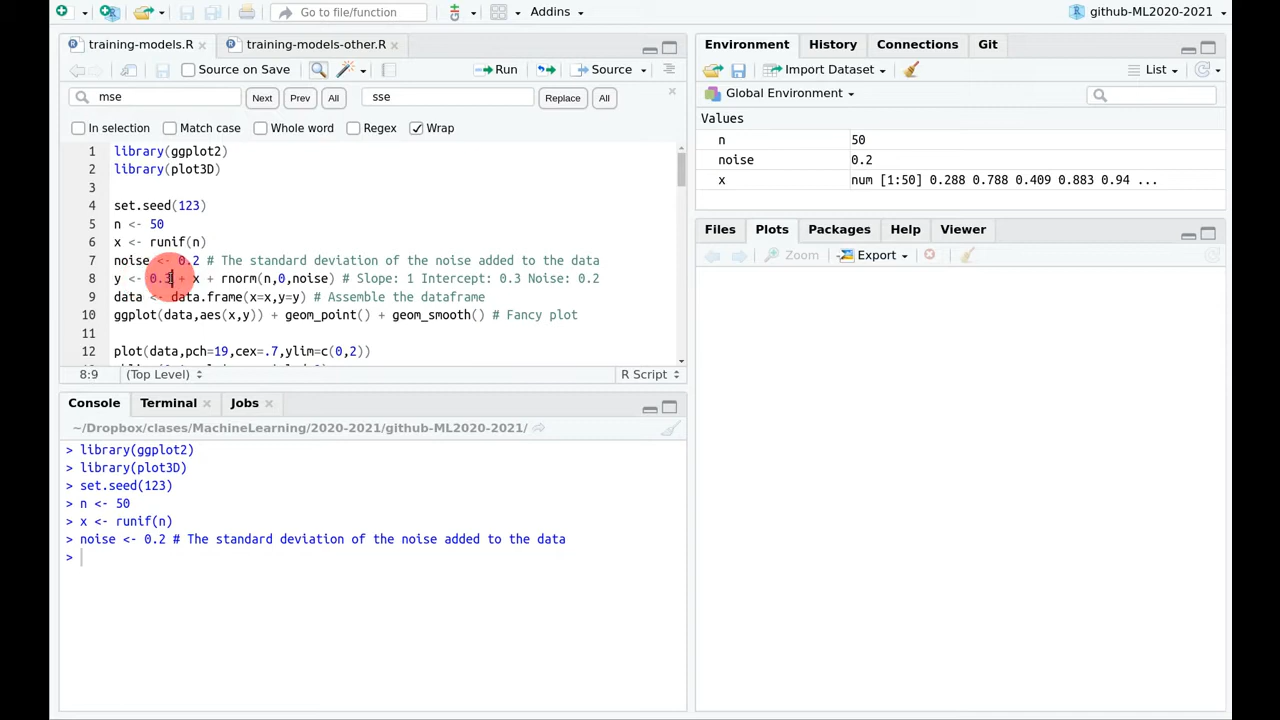 Go to file/function
Addins
github-ML2020-2021
training-models.R
training-models-other.R
Source on Save
Run
Source
mse
Next
Prev
All
sse
Replace
All
In selection
Match case
Whole word
Regex
Wrap
1 library(ggplot2)
2 library(plot3D)
3
4 set.seed(123)
5 n <- 50
6 x <- runif(n)
7 noise <- 0.2 # The standard deviation of the noise added to the data
8 y <- 0.3 + x + rnorm(n,0,noise) # Slope: 1 Intercept: 0.3 Noise: 0.2
9 data <- data.frame(x=x,y=y) # Assemble the dataframe
10 ggplot(data,aes(x,y)) + geom_point() + geom_smooth() # Fancy plot
11
12 plot(data,pch=19,cex=.7,ylim=c(0,2))
8:9 (Top Level) R Script
Console Terminal Jobs
~/Dropbox/clases/MachineLearning/2020-2021/github-ML2020-2021/
> library(ggplot2)
> library(plot3D)
> set.seed(123)
> n <- 50
> x <- runif(n)
> noise <- 0.2 # The standard deviation of the noise added to the data
>
Environment History Connections Git
Import Dataset
List
Global Environment
Values
n 50
noise 0.2
x num [1:50] 0.288 0.788 0.409 0.883 0.94 ...
Files Plots Packages Help Viewer
Zoom Export